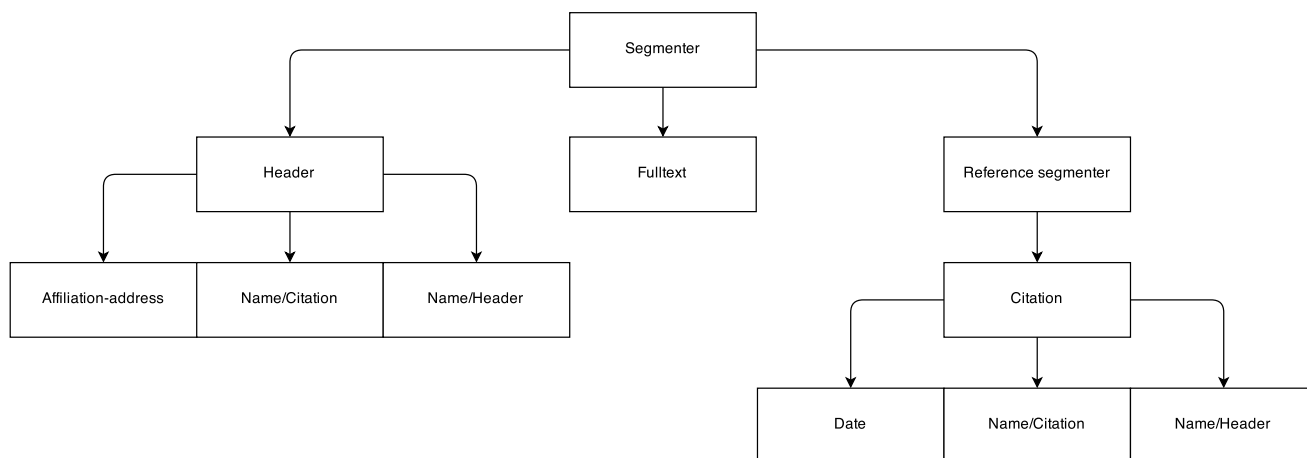 Segmenter
Header
Fulltext
Reference segmenter
Affiliation-address
Name/Citation
Name/Header
Citation
Date
Name/Citation
Name/Header